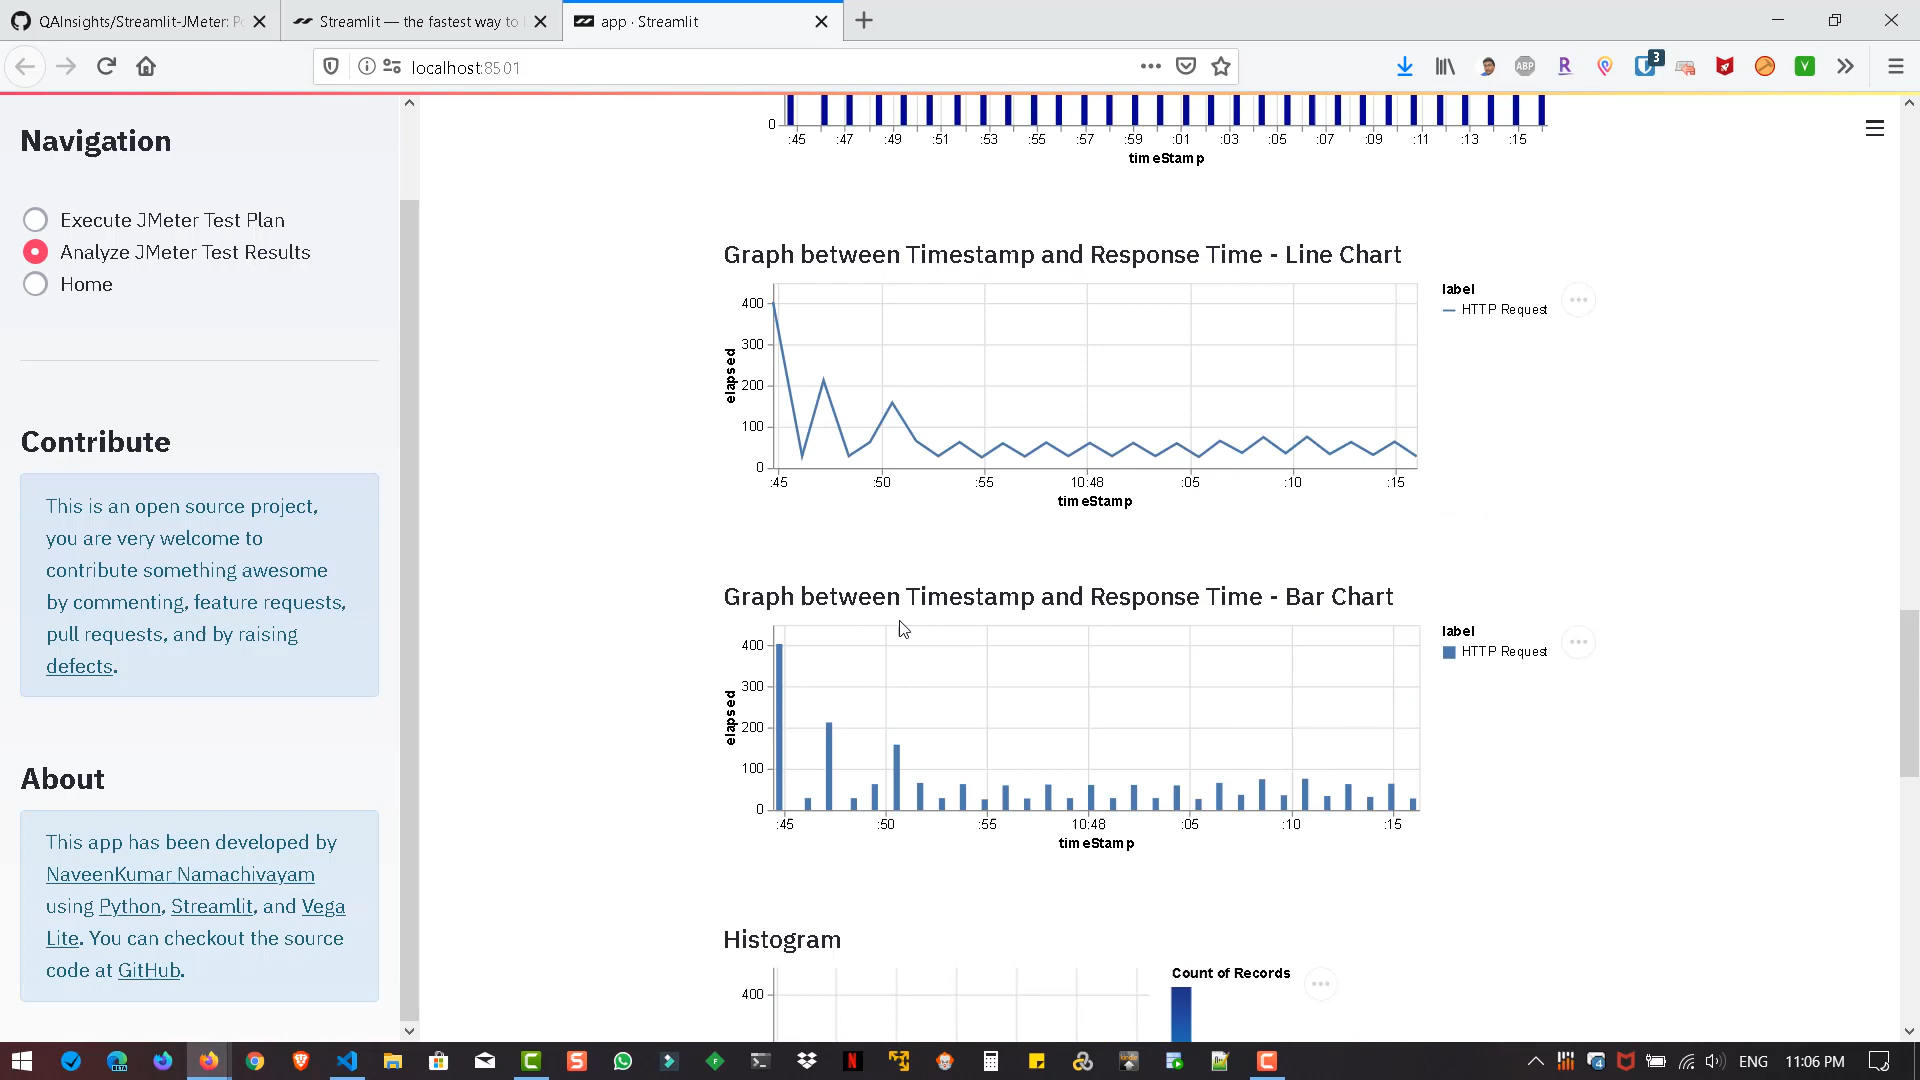 QAInsights/Streamlit-JMeter: P
Streamlit — the fastest way to
app · Streamlit
localhost:8501
ABP
R
3
V
Navigation
Execute JMeter Test Plan
Analyze JMeter Test Results
Home
Contribute
This is an open source project,
you are very welcome to
contribute something awesome
by commenting, feature requests,
pull requests, and by raising
defects.
About
This app has been developed by
NaveenKumar Namachivayam
using Python, Streamlit, and Vega
Lite. You can checkout the source
code at GitHub.
0
:45 :47 :49 :51 :53 :55 :57 :59 :01 :03 :05 :07 :09 :11 :13 :15
timeStamp
Graph between Timestamp and Response Time - Line Chart
label
HTTP Request
elapsed
400
300
200
100
0
:45 :50 :55 10:48 :05 :10 :15
timeStamp
Graph between Timestamp and Response Time - Bar Chart
label
HTTP Request
elapsed
400
300
200
100
0
:45 :50 :55 10:48 :05 :10 :15
timeStamp
Histogram
400
Count of Records
ENG
11:06 PM